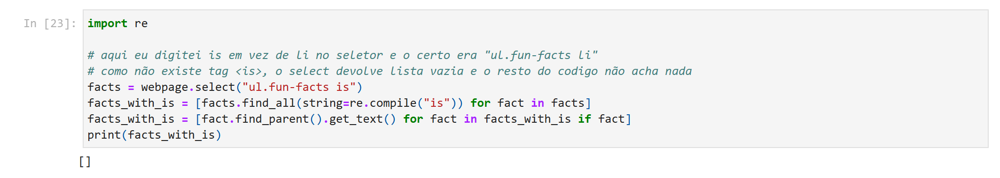 In [23]: import re
# aqui eu digitei is em vez de li no seletor e o certo era "ul.fun-facts li"
# como não existe tag <is>, o select devolve lista vazia e o resto do codigo não acha nada
facts = webpage.select("ul.fun-facts is")
facts_with_is = [facts.find_all(string=re.compile("is")) for fact in facts]
facts_with_is = [fact.find_parent().get_text() for fact in facts_with_is if fact]
print(facts_with_is)
[]